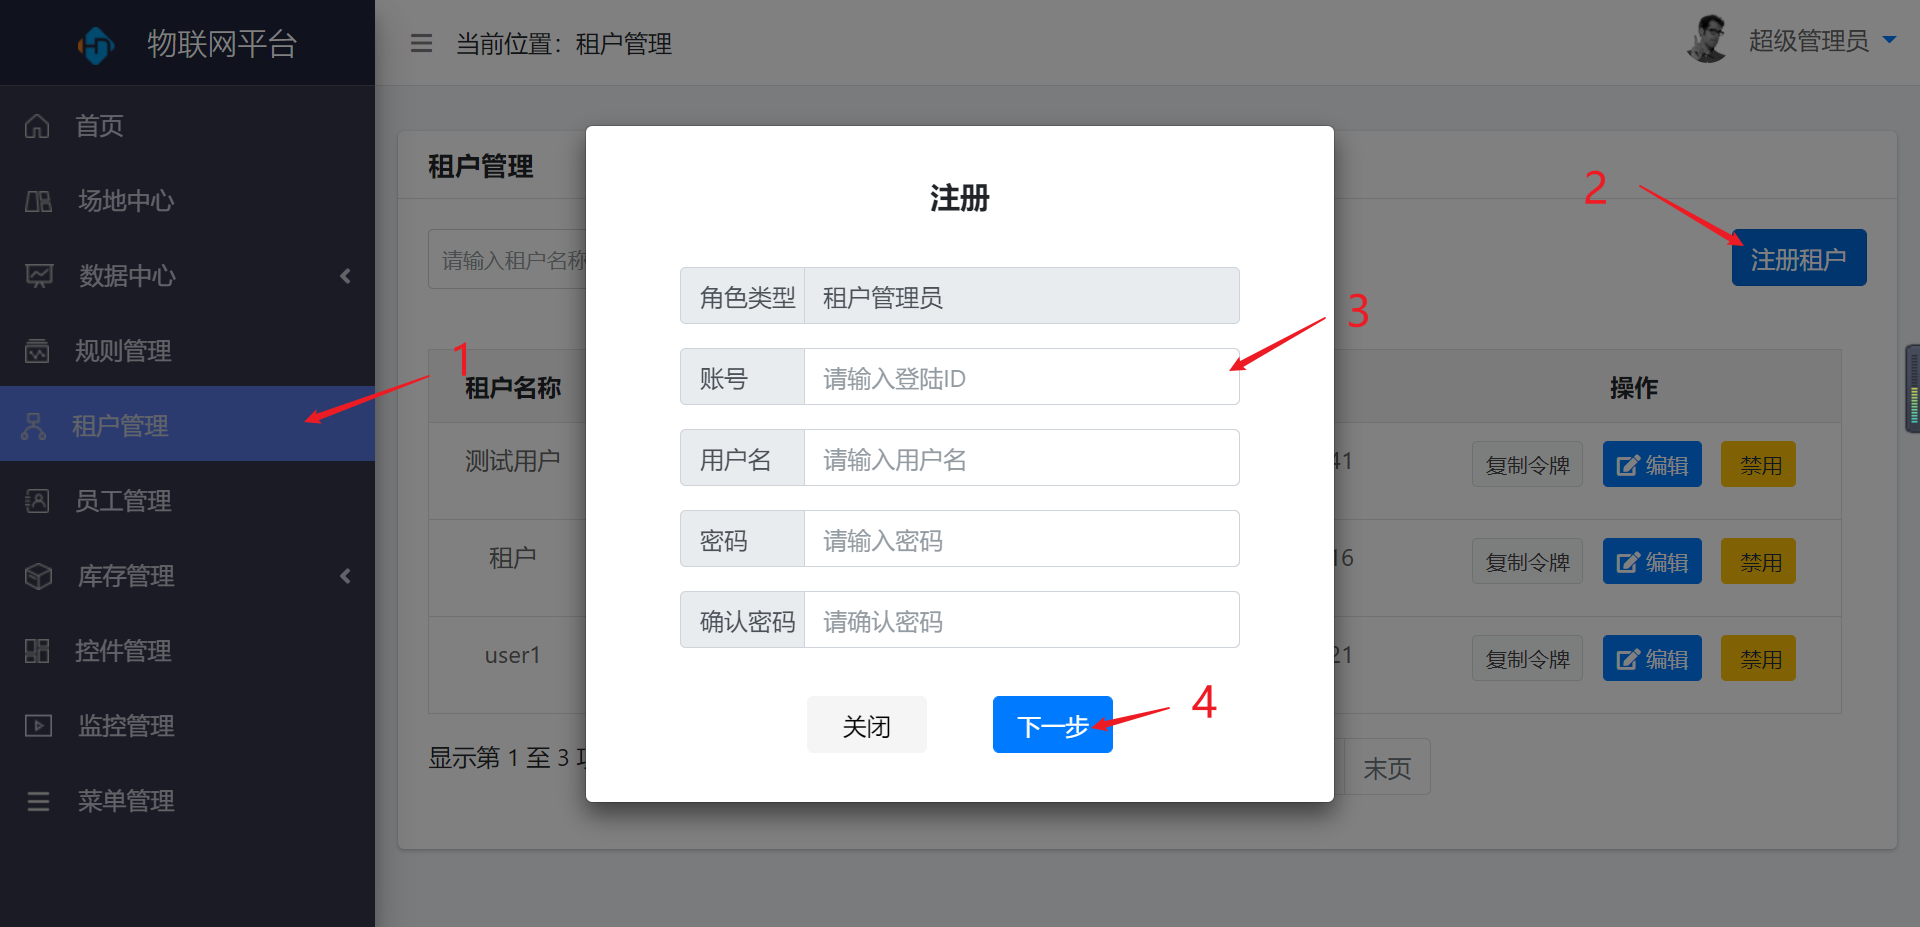 物联网平台
当前位置：租户管理
超级管理员
首页
场地中心
数据中心
规则管理
租户管理
员工管理
库存管理
控件管理
监控管理
菜单管理
租户管理
请输入租户名称
注册租户
租户名称
操作
测试用户
41
复制令牌
编辑
禁用
租户
16
复制令牌
编辑
禁用
user1
21
复制令牌
编辑
禁用
显示第 1 至 3
末页
注册
角色类型
租户管理员
账号
请输入登陆ID
用户名
请输入用户名
密码
请输入密码
确认密码
请确认密码
关闭
下一步
1
2
3
4